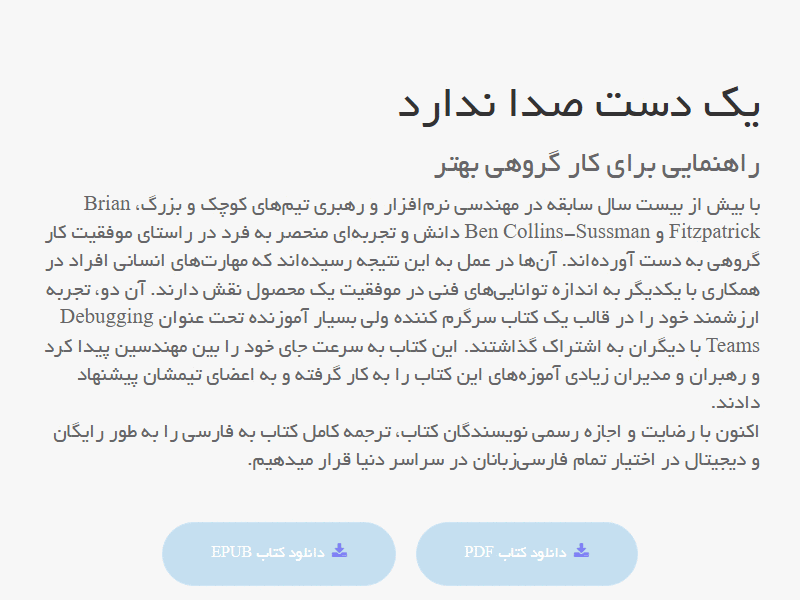 یک دست صدا ندارد
راهنمایی برای کار گروهی بهتر
با بیش از بیست سال سابقه در مهندسی نرم‌افزار و رهبری تیم‌های کوچک و بزرگ، Brian
Fitzpatrick و Ben Collins-Sussman دانش و تجربه‌ای منحصر به فرد در راستای موفقیت کار
گروهی به دست آورده‌اند. آن‌ها در عمل به این نتیجه رسیده‌اند که مهارت‌های انسانی افراد در
همکاری با یکدیگر به اندازه توانایی‌های فنی در موفقیت یک محصول نقش دارند. آن دو، تجربه
ارزشمند خود را در قالب یک کتاب سرگرم کننده ولی بسیار آموزنده تحت عنوان Debugging
Teams با دیگران به اشتراک گذاشتند. این کتاب به سرعت جای خود را بین مهندسین پیدا کرد
و رهبران و مدیران زیادی آموزه‌های این کتاب را به کار گرفته و به اعضای تیمشان پیشنهاد
دادند.
اکنون با رضایت و اجازه رسمی نویسندگان کتاب، ترجمه کامل کتاب به فارسی را به طور رایگان
و دیجیتال در اختیار تمام فارسی‌زبانان در سراسر دنیا قرار میدهیم.
دانلود کتاب PDF
دانلود کتاب EPUB